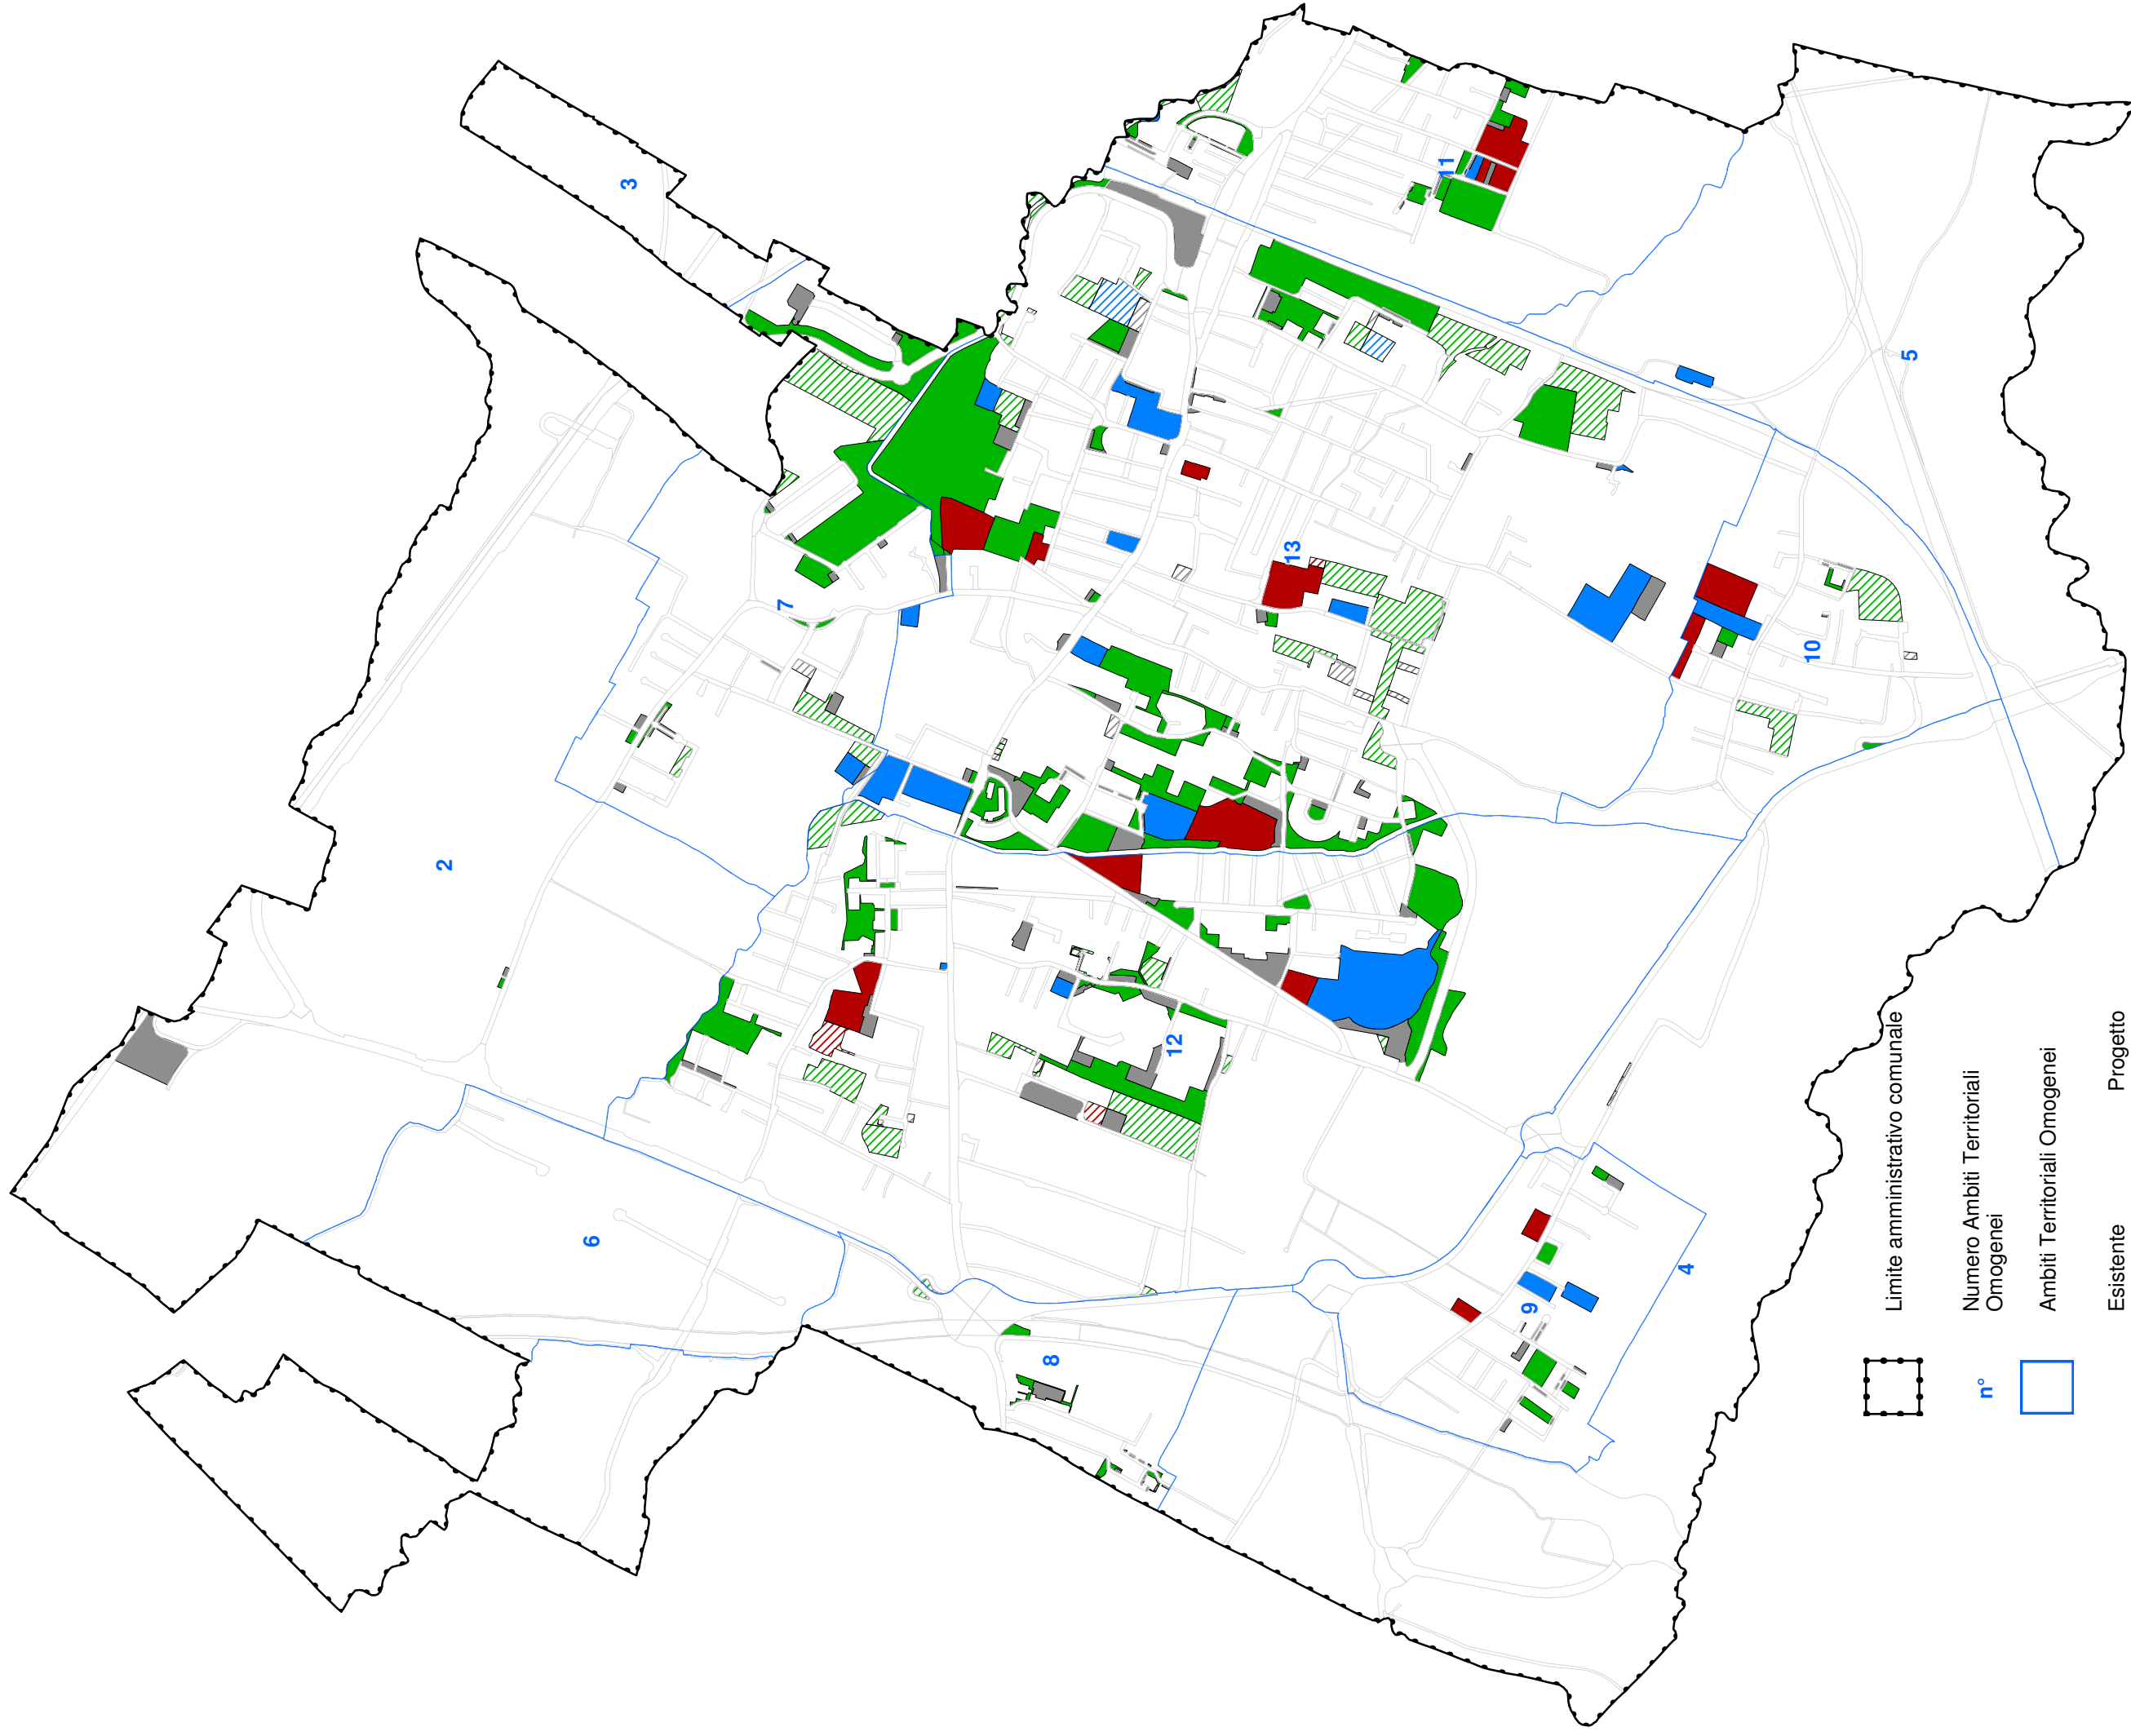 3
11
5
7
13
10
2
12
6
9
4
8
Limite amministrativo comunale
n°
Numero Ambiti Territoriali
Omogenei
Ambiti Territoriali Omogenei
Esistente
Progetto